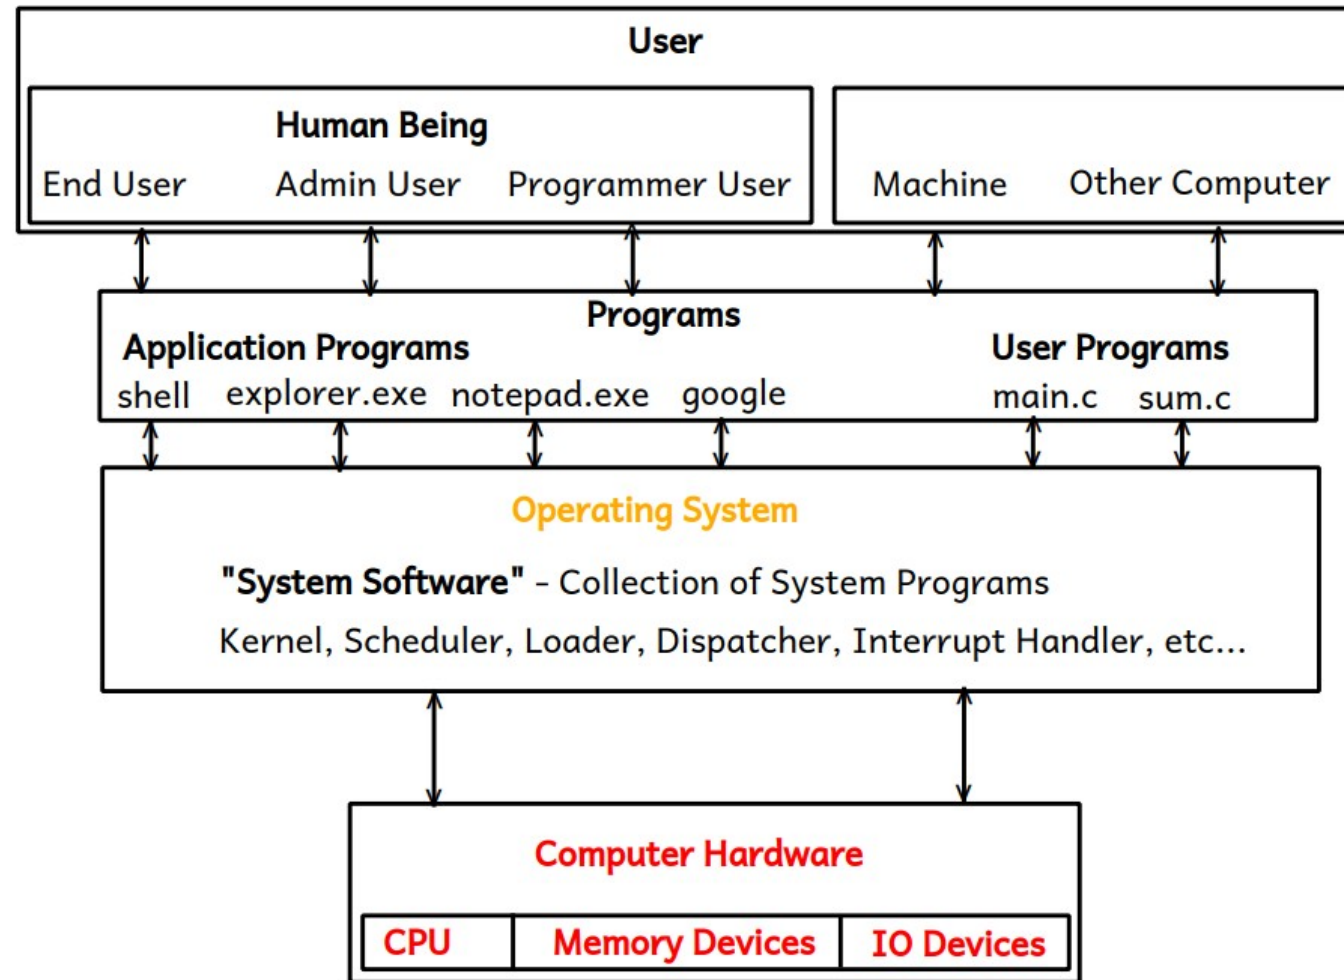 User
Human Being
End User Admin User Programmer User
Machine Other Computer
Programs
Application Programs User Programs
shell explorer.exe notepad.exe google main.c sum.c
Operating System
"System Software" - Collection of System Programs
Kernel, Scheduler, Loader, Dispatcher, Interrupt Handler, etc...
Computer Hardware
CPU Memory Devices IO Devices